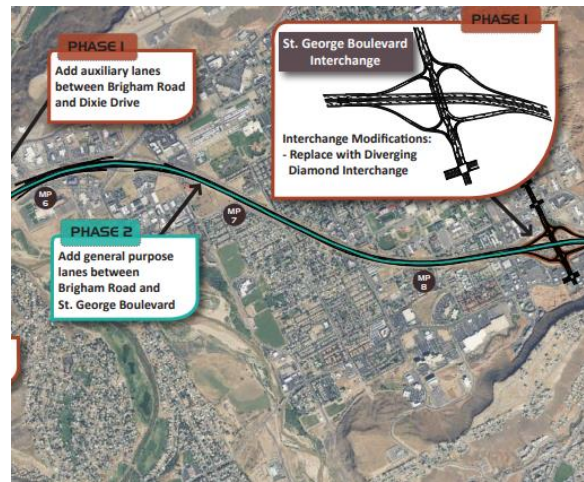 PHASE 1
Add auxiliary lanes
between Brigham Road
and Dixie Drive
PHASE 1
St. George Boulevard
Interchange
Interchange Modifications:
- Replace with Diverging
Diamond Interchange
MP
6
MP
7
PHASE 2
Add general purpose
lanes between
Brigham Road and
St. George Boulevard
MP
8